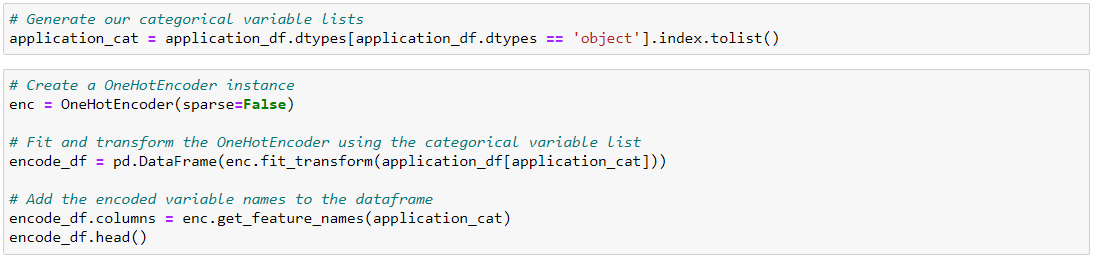 # Generate our categorical variable lists
application_cat = application_df.dtypes[application_df.dtypes == 'object'].index.tolist()
# Create a OneHotEncoder instance
enc = OneHotEncoder(sparse=False)
# Fit and transform the OneHotEncoder using the categorical variable list
encode_df = pd.DataFrame(enc.fit_transform(application_df[application_cat]))
# Add the encoded variable names to the dataframe
encode_df.columns = enc.get_feature_names(application_cat)
encode_df.head()